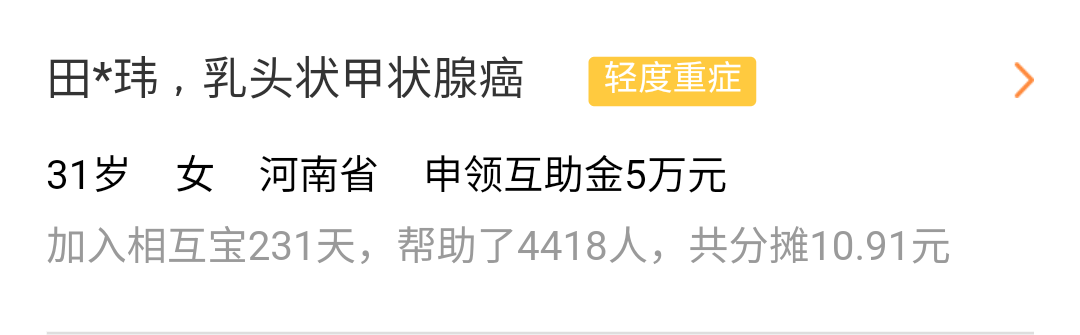 田*玮，乳头状甲状腺癌 轻度重症
31岁 女 河南省 申领互助金5万元
加入相互宝231天，帮助了4418人，共分摊10.91元